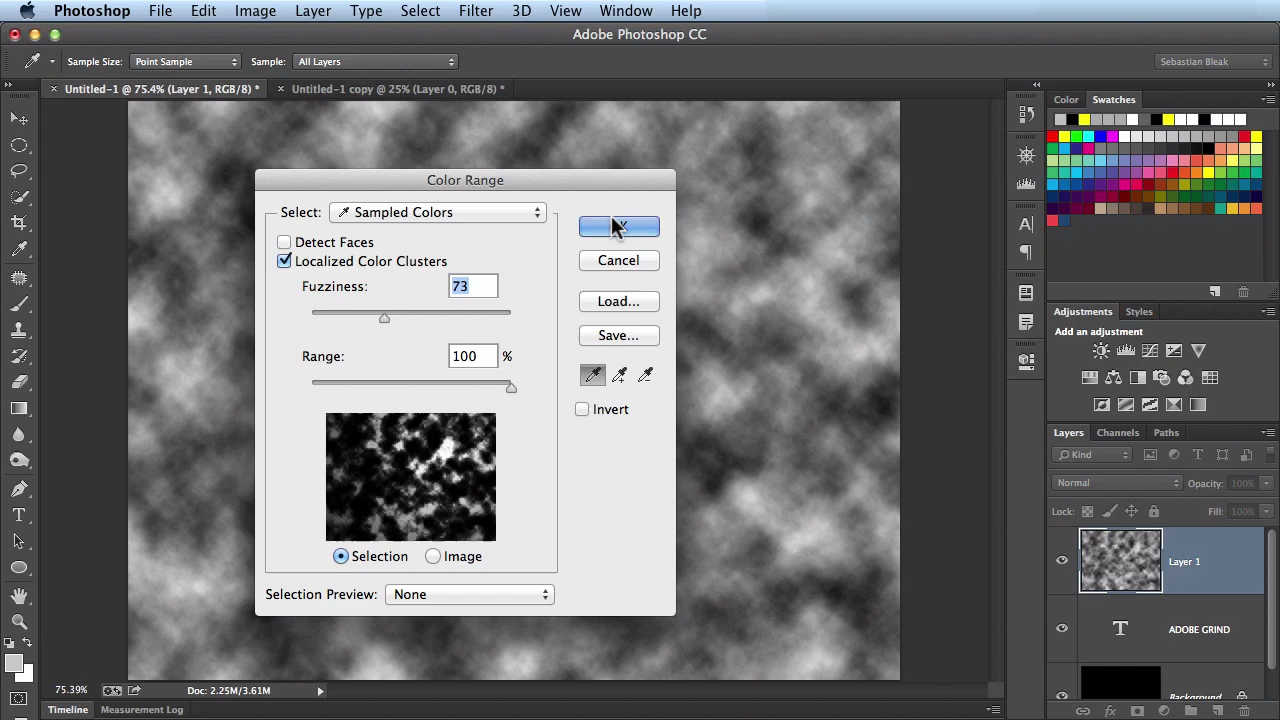 Photoshop File Edit Image Layer Type Select Filter 3D View Window Help
Adobe Photoshop CC
Sample Size: Point Sample Sample: All Layers Sebastian Bleak
Untitled-1 @ 75.4% (Layer 1, RGB/8) * Untitled-1 copy @ 25% (Layer 0, RGB/8) *
Color Swatches
Color Range
Select: Sampled Colors
Detect Faces
Localized Color Clusters
Cancel
Fuzziness: 73
Load...
Save...
Range: 100 %
Invert
Selection Image
Selection Preview: None
Adjustments Styles
Add an adjustment
Layers Channels Paths
Kind
Normal Opacity: 100%
Lock: Fill: 100%
Layer 1
T ADOBE GRIND
Background
75.39% Doc: 2.25M/3.61M
Timeline Measurement Log